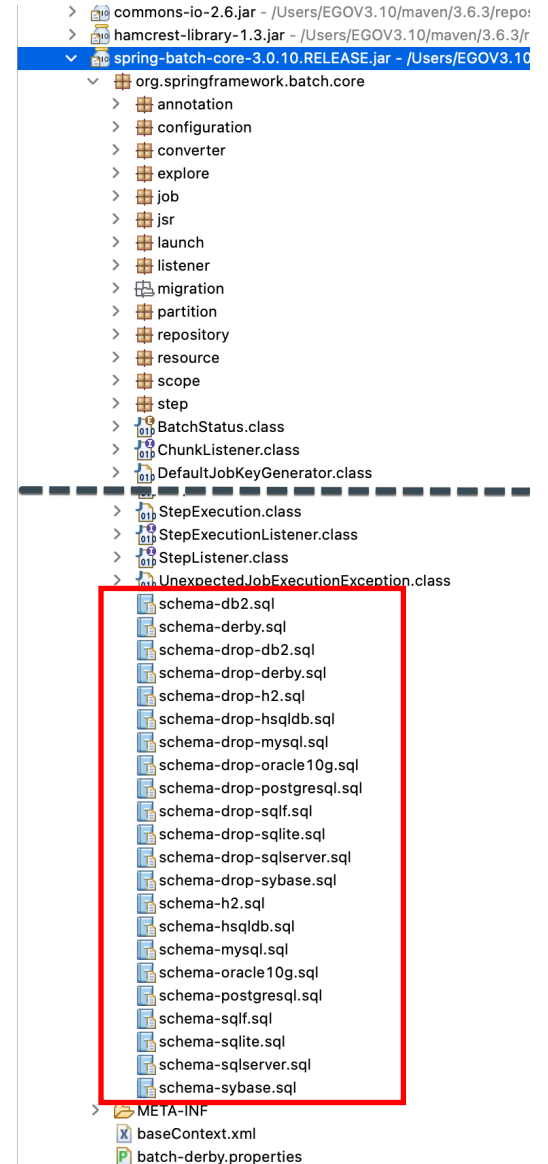 commons-io-2.6.jar - /Users/EGOV3.10/maven/3.6.3/repos
hamcrest-library-1.3.jar - /Users/EGOV3.10/maven/3.6.3/r
spring-batch-core-3.0.10.RELEASE.jar - /Users/EGOV3.10
org.springframework.batch.core
annotation
configuration
converter
explore
job
jsr
launch
listener
migration
partition
repository
resource
scope
step
BatchStatus.class
ChunkListener.class
DefaultJobKeyGenerator.class
StepExecution.class
StepExecutionListener.class
StepListener.class
UnexpectedJobExecutionException.class
schema-db2.sql
schema-derby.sql
schema-drop-db2.sql
schema-drop-derby.sql
schema-drop-h2.sql
schema-drop-hsqldb.sql
schema-drop-mysql.sql
schema-drop-oracle10g.sql
schema-drop-postgresql.sql
schema-drop-sqlf.sql
schema-drop-sqlite.sql
schema-drop-sqlserver.sql
schema-drop-sybase.sql
schema-h2.sql
schema-hsqldb.sql
schema-mysql.sql
schema-oracle10g.sql
schema-postgresql.sql
schema-sqlf.sql
schema-sqlite.sql
schema-sqlserver.sql
schema-sybase.sql
META-INF
baseContext.xml
batch-derby.properties